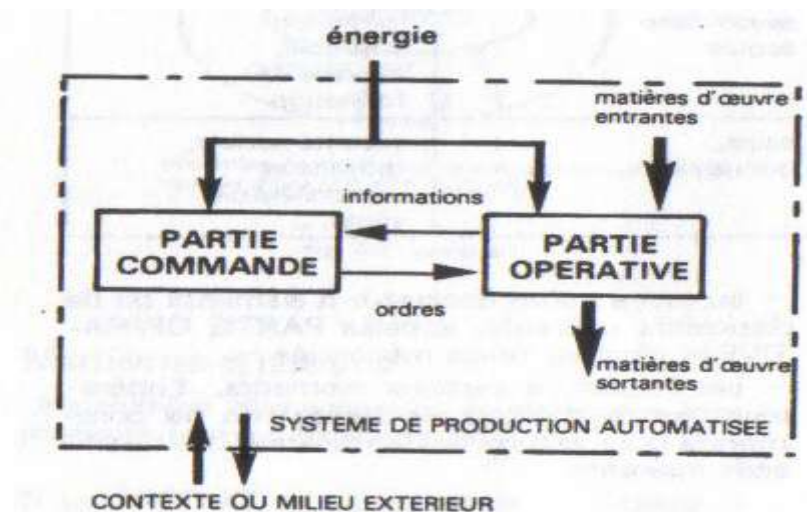 énergie
matières d'œuvre
entrantes
informations
PARTIE
COMMANDE
PARTIE
OPERATIVE
ordres
matières d'œuvre
sortantes
SYSTEME DE PRODUCTION AUTOMATISEE
CONTEXTE OU MILIEU EXTERIEUR